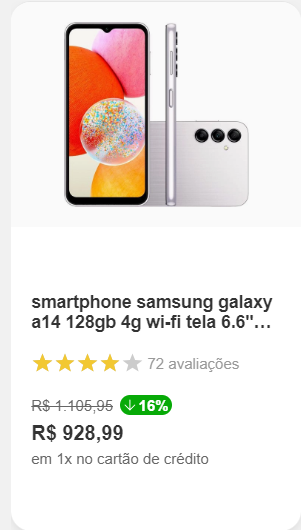 smartphone samsung galaxy
a14 128gb 4g wi-fi tela 6.6"...
72 avaliações
R$ 1.105,95 16%
R$ 928,99
em 1x no cartão de crédito